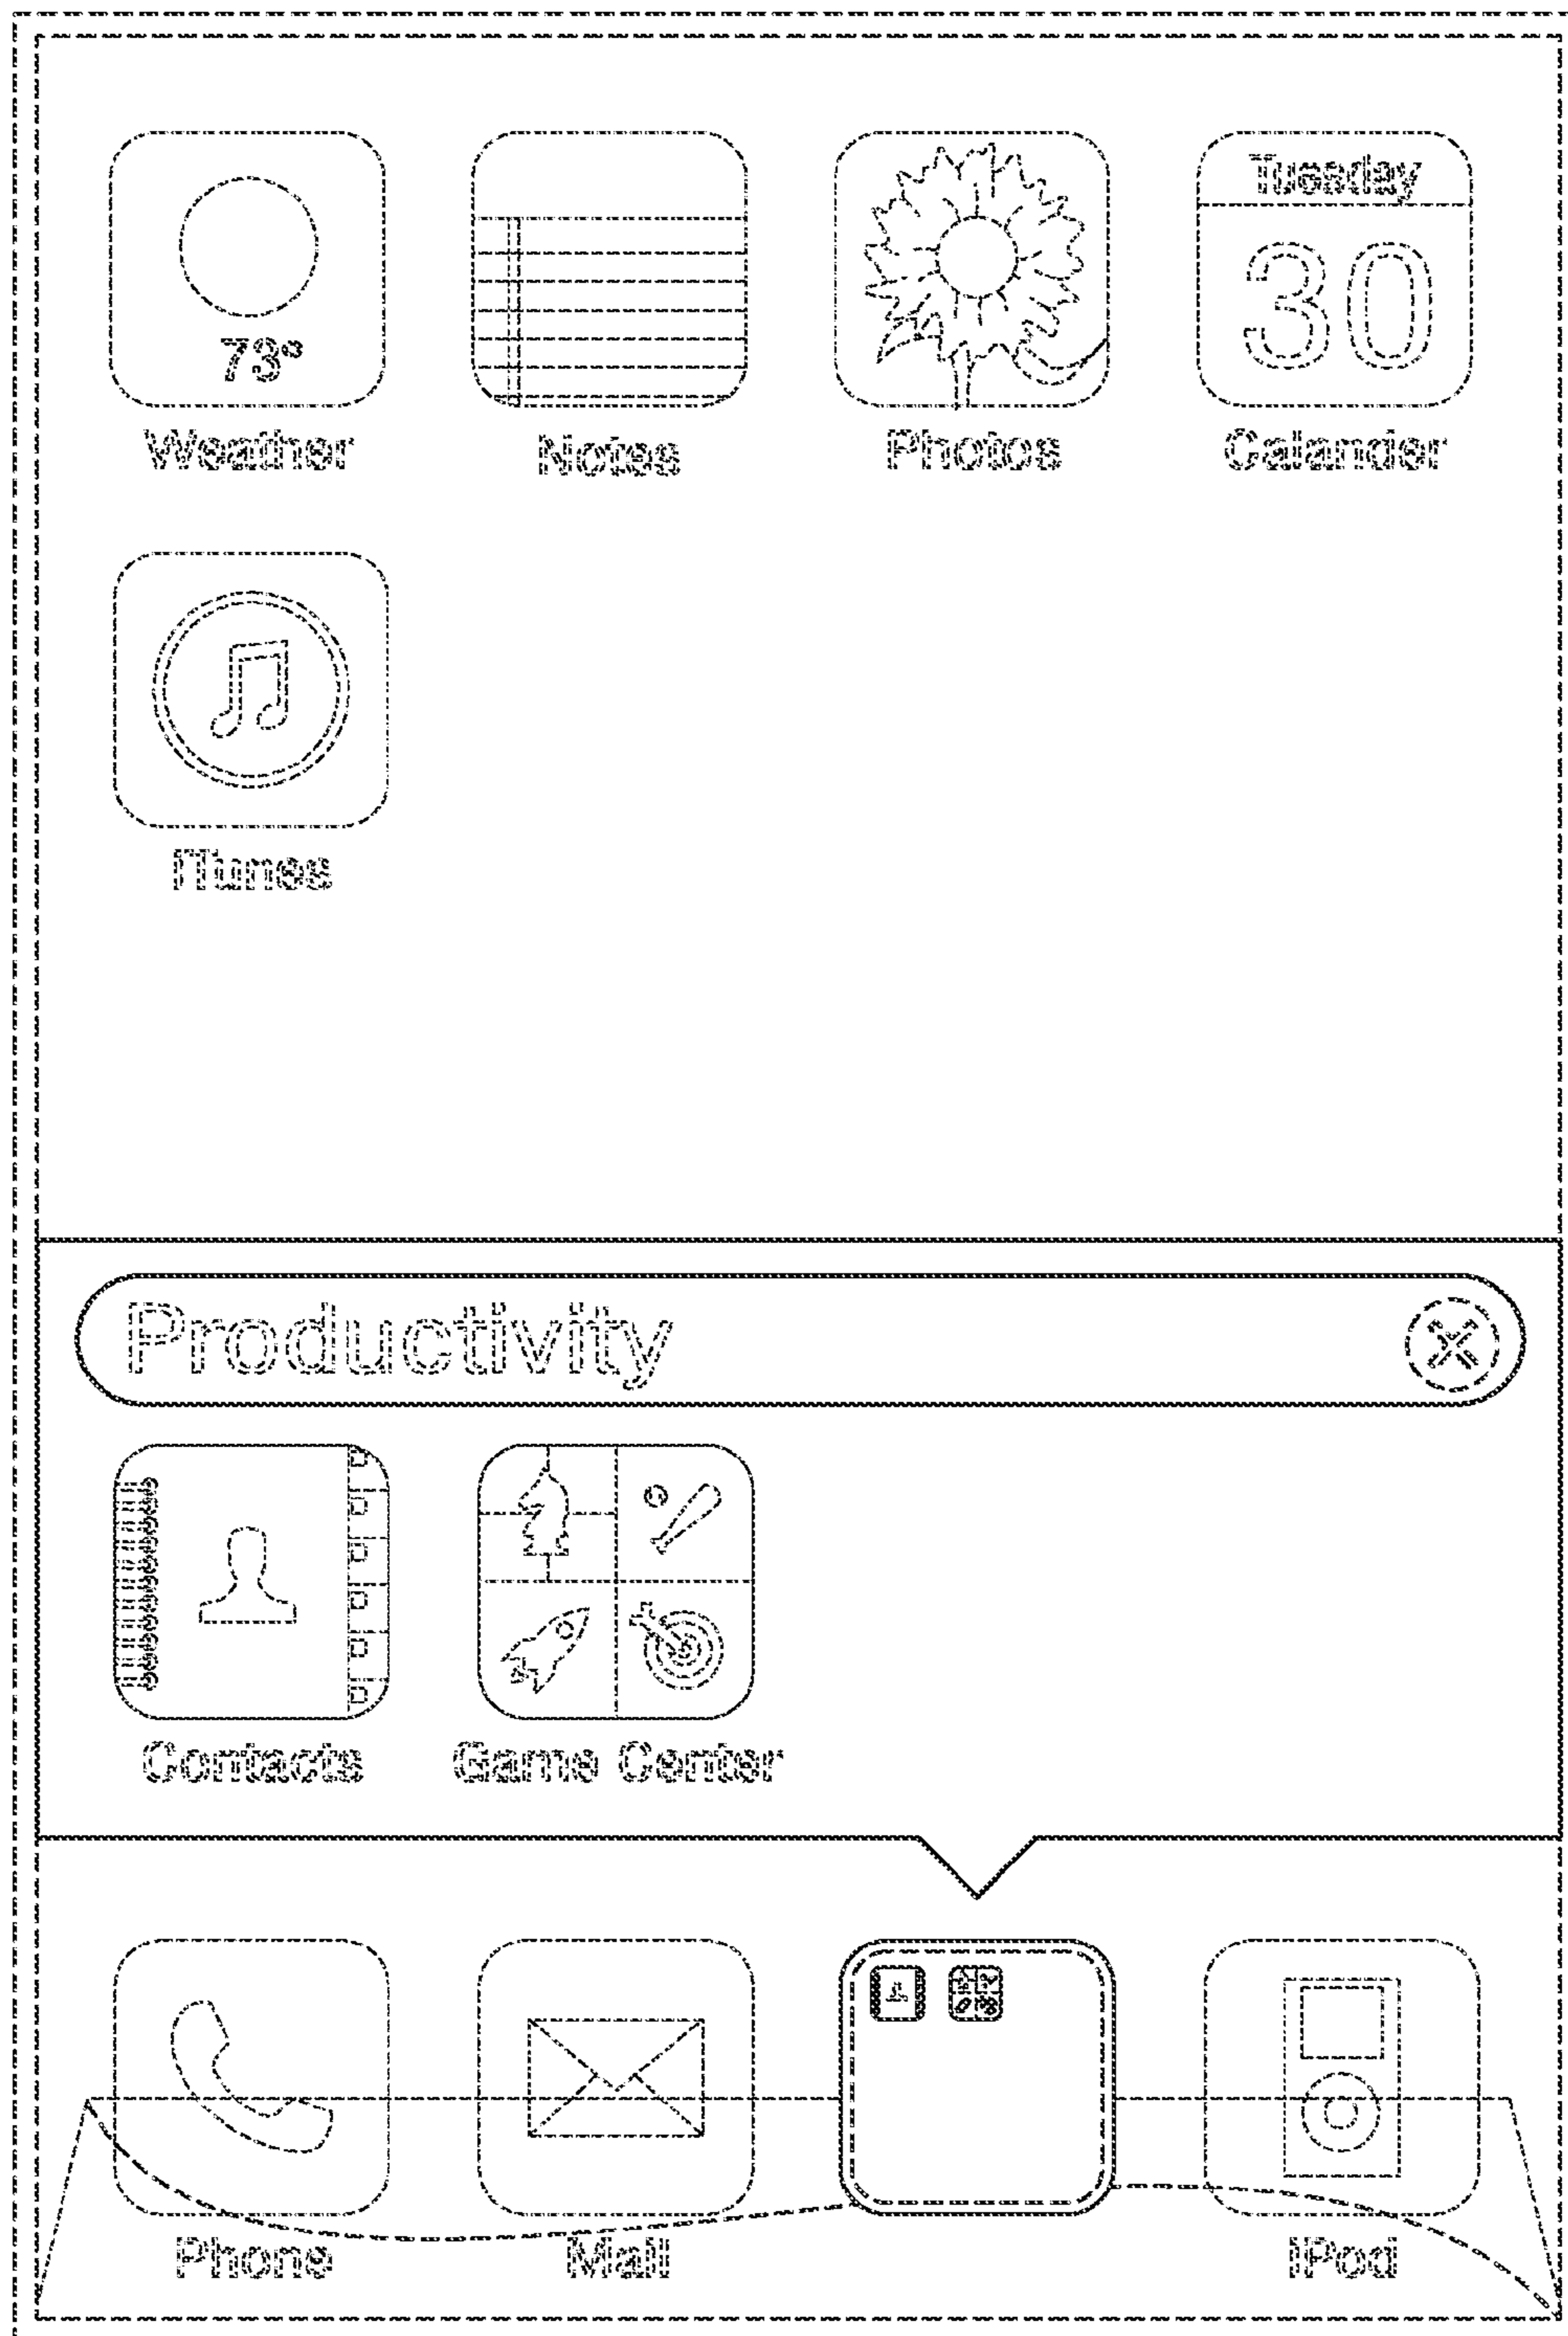 Tuesday
30
73°
Weather Notes Photos Calander
iTunes
Productivity
Contacts Game Center
Phone Mail iPod